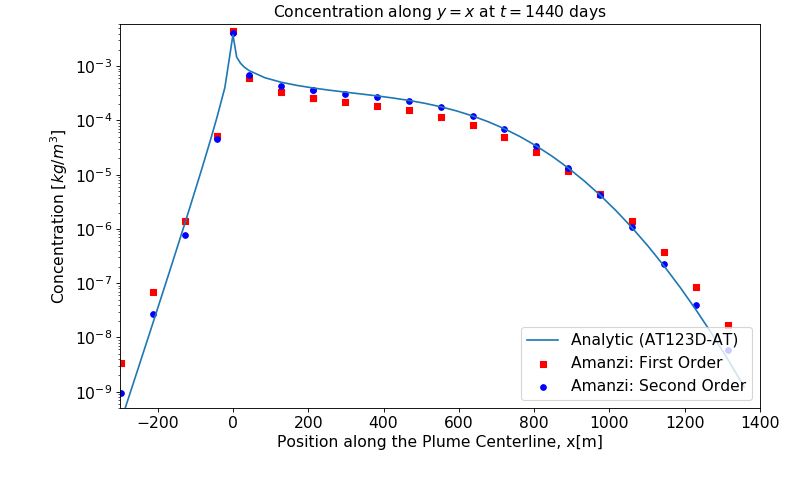 Concentration along y = x at t = 1440 days
Concentration [kg/m³]
10⁻³
10⁻⁴
10⁻⁵
10⁻⁶
10⁻⁷
10⁻⁸
10⁻⁹
Analytic (AT123D-AT)
Amanzi: First Order
Amanzi: Second Order
−200 0 200 400 600 800 1000 1200 1400
Position along the Plume Centerline, x[m]